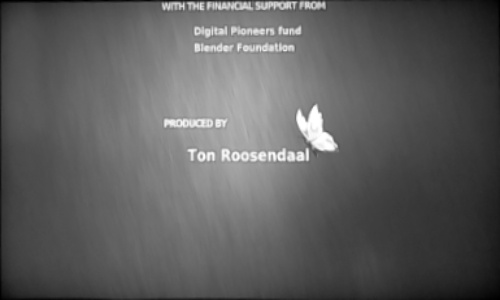 WITH THE FINANCIAL SUPPORT FROM
Digital Pioneers fund
Blender Foundation
PRODUCED BY
Ton Roosendaal